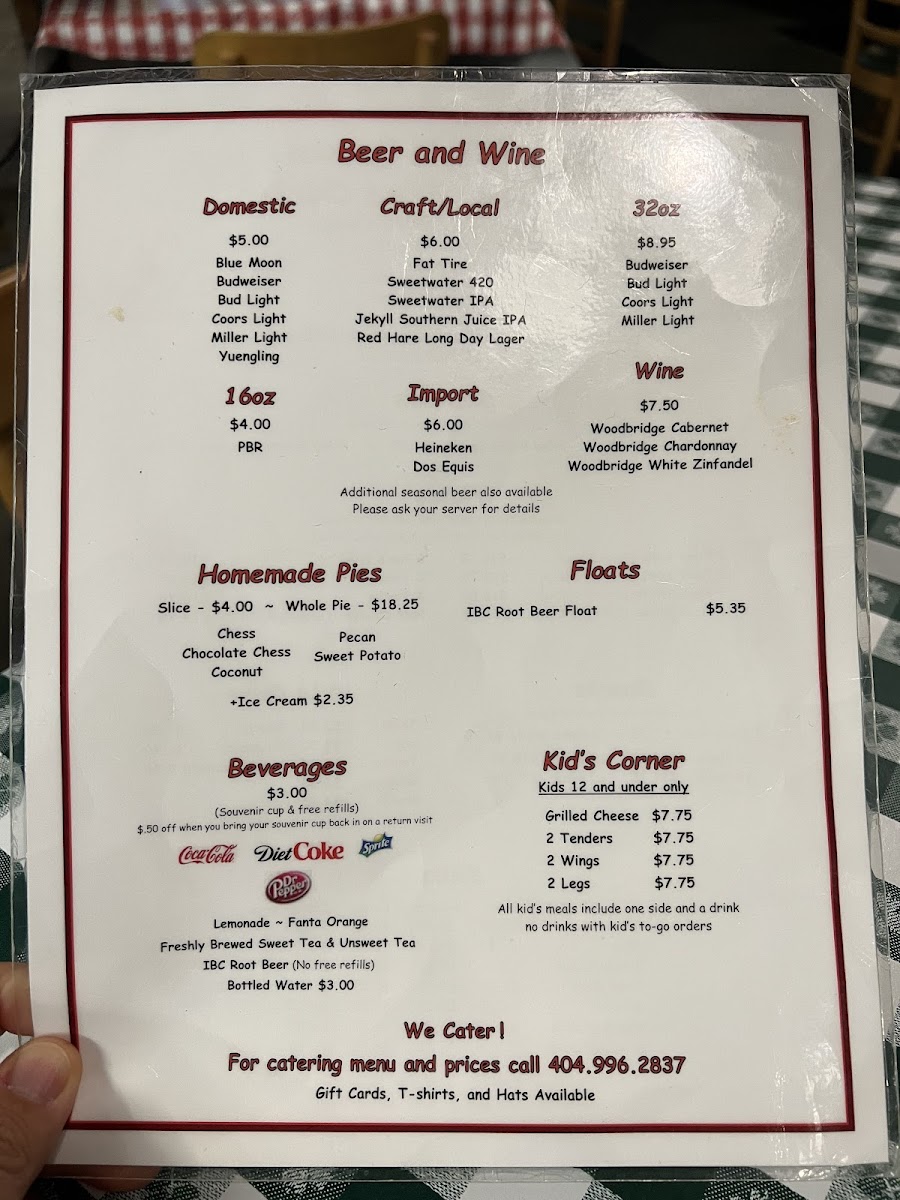 Beer and Wine
Domestic
$5.00
Blue Moon
Budweiser
Bud Light
Coors Light
Miller Light
Yuengling
16oz
$4.00
PBR
Craft/Local
$6.00
Fat Tire
Sweetwater 420
Sweetwater IPA
Jekyll Southern Juice IPA
Red Hare Long Day Lager
Import
$6.00
Heineken
Dos Equis
32oz
$8.95
Budweiser
Bud Light
Coors Light
Miller Light
Wine
$7.50
Woodbridge Cabernet
Woodbridge Chardonnay
Woodbridge White Zinfandel
Additional seasonal beer also available
Please ask your server for details
Homemade Pies
Slice - $4.00 ~ Whole Pie - $18.25
Chess
Chocolate Chess
Coconut
Pecan
Sweet Potato
+Ice Cream $2.35
Floats
IBC Root Beer Float $5.35
Beverages
$3.00
(Souvenir cup & free refills)
$.50 off when you bring your souvenir cup back in on a return visit
Coca-Cola Diet Coke Sprite
Dr Pepper
Lemonade ~ Fanta Orange
Freshly Brewed Sweet Tea & Unsweet Tea
IBC Root Beer (No free refills)
Bottled Water $3.00
Kid's Corner
Kids 12 and under only
Grilled Cheese $7.75
2 Tenders $7.75
2 Wings $7.75
2 Legs $7.75
All kid's meals include one side and a drink
no drinks with kid's to-go orders
We Cater!
For catering menu and prices call 404.996.2837
Gift Cards, T-shirts, and Hats Available